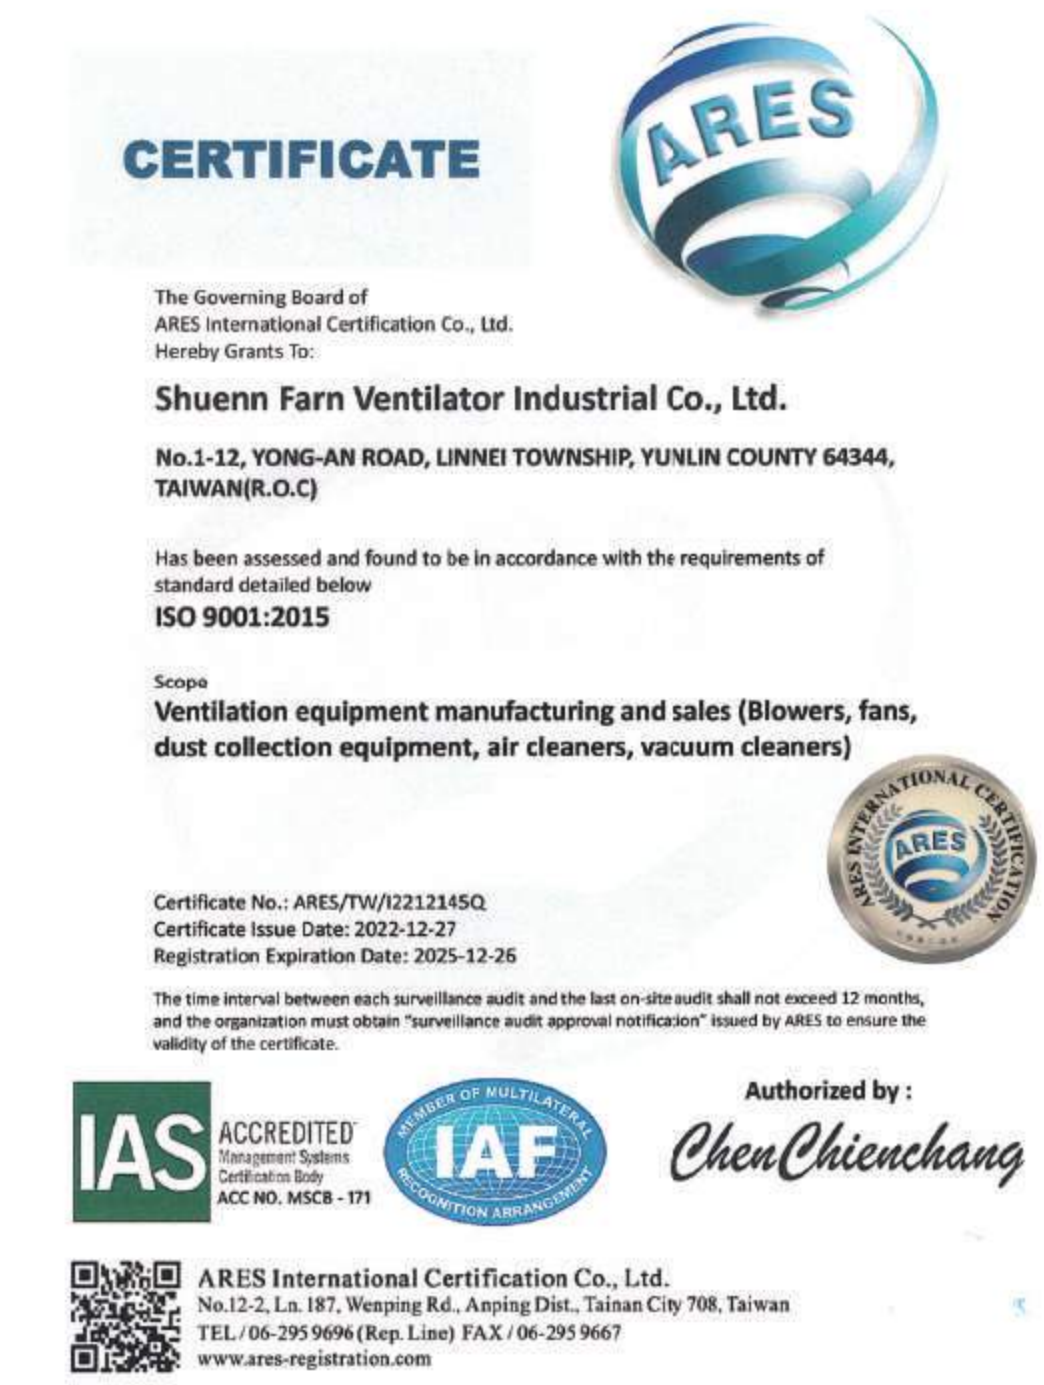 ARES
CERTIFICATE
The Governing Board of
ARES International Certification Co., Ltd.
Hereby Grants To:
Shuenn Farn Ventilator Industrial Co., Ltd.
No.1-12, YONG-AN ROAD, LINNEI TOWNSHIP, YUNLIN COUNTY 64344,
TAIWAN(R.O.C)
Has been assessed and found to be in accordance with the requirements of
standard detailed below
ISO 9001:2015
Scope
Ventilation equipment manufacturing and sales (Blowers, fans,
dust collection equipment, air cleaners, vacuum cleaners)
ARES INTERNATIONAL CERTIFICATION
ARES
Certificate No.: ARES/TW/I2212145Q
Certificate Issue Date: 2022-12-27
Registration Expiration Date: 2025-12-26
The time interval between each surveillance audit and the last on-site audit shall not exceed 12 months,
and the organization must obtain "surveillance audit approval notification" issued by ARES to ensure the
validity of the certificate.
IAS
ACCREDITED
Management Systems
Certification Body
ACC NO. MSCB - 171
MEMBER OF MULTILATERAL
IAF
RECOGNITION ARRANGEMENT
Authorized by :
ChenChienchang
ARES International Certification Co., Ltd.
No.12-2, Ln. 187, Wenping Rd., Anping Dist., Tainan City 708, Taiwan
TEL / 06-295 9696 (Rep. Line) FAX / 06-295 9667
www.ares-registration.com